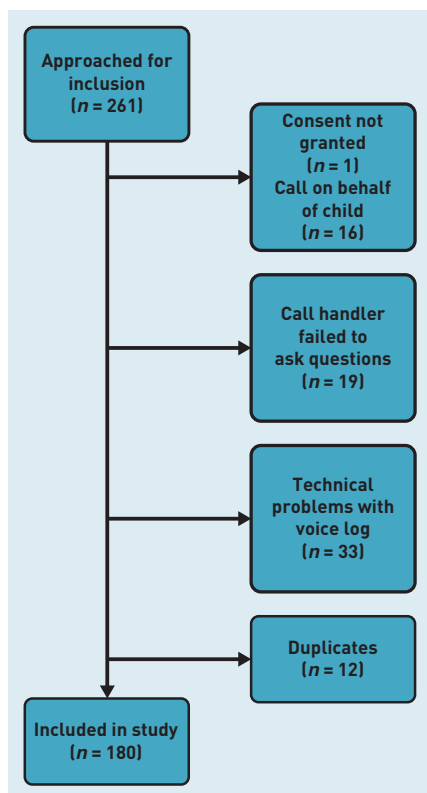 Approached for
inclusion
(n = 261)
Consent not
granted
(n = 1)
Call on behalf
of child
(n = 16)
Call handler
failed to
ask questions
(n = 19)
Technical
problems with
voice log
(n = 33)
Duplicates
(n = 12)
Included in study
(n = 180)